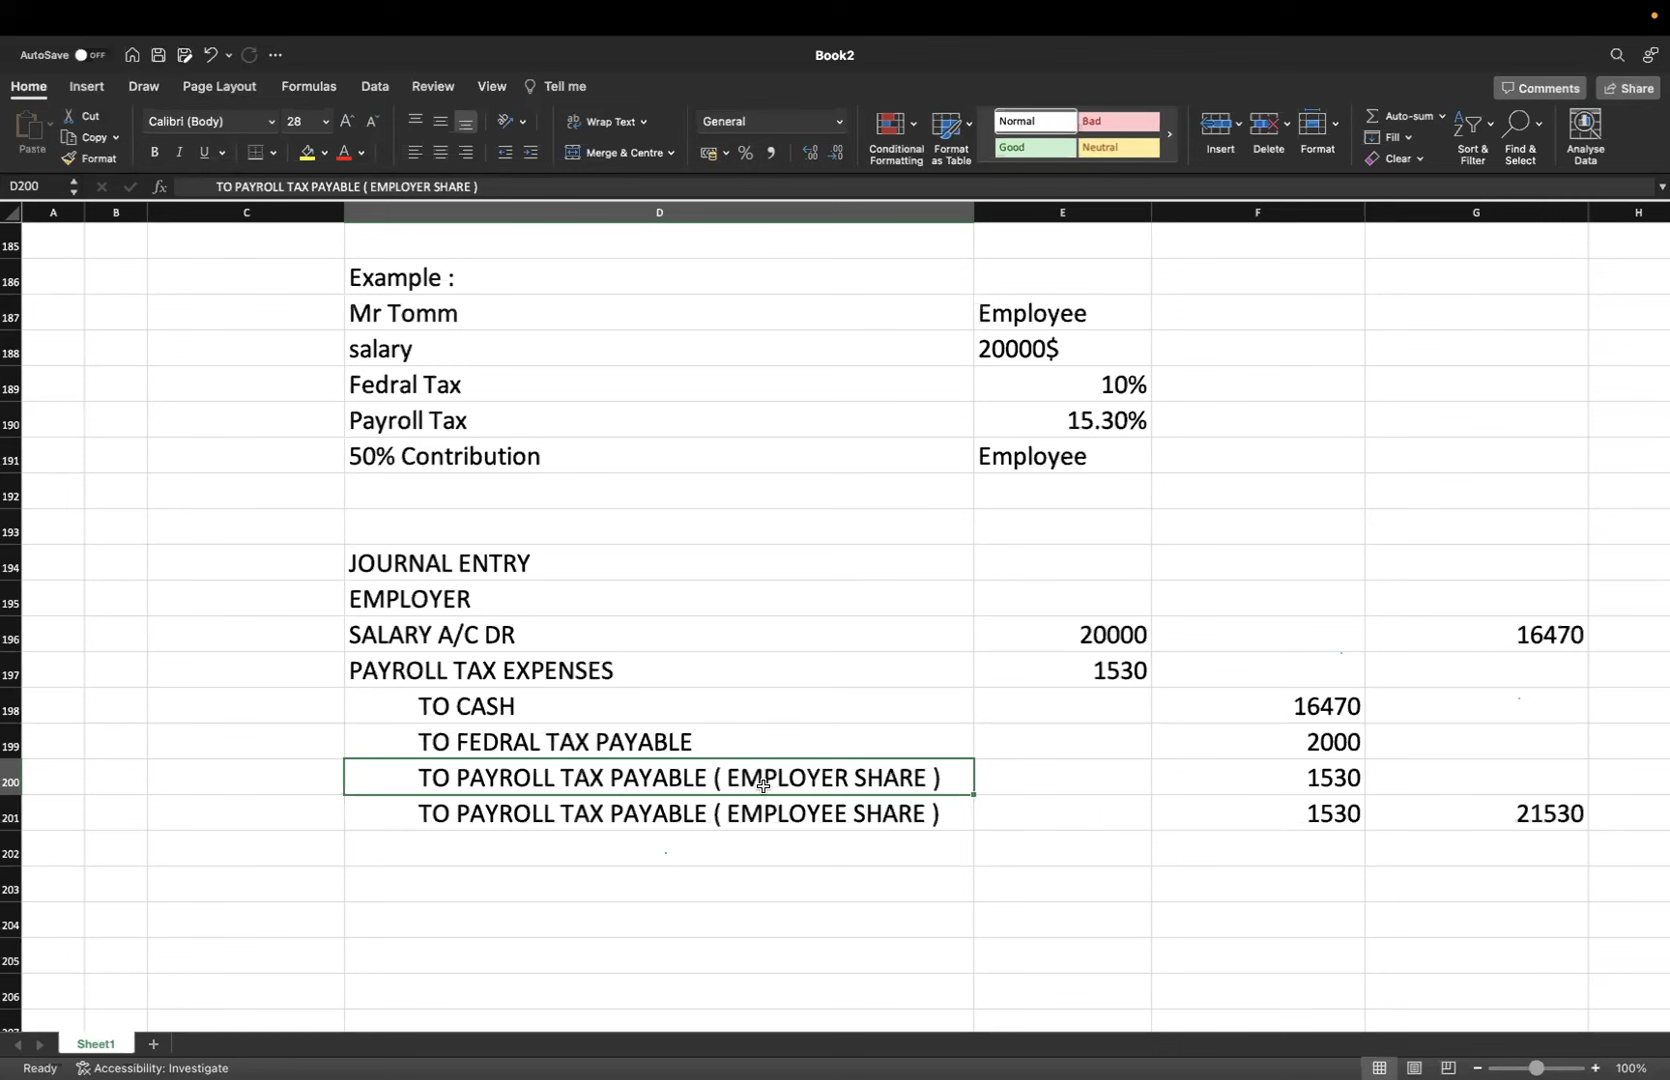 AutoSave OFF Book2
Home Insert Draw Page Layout Formulas Data Review View Tell me Comments Share
Paste Cut Copy Format
Calibri (Body) 28 A A
B I U A
Wrap Text
Merge & Centre
General
% ,
Conditional Formatting
Format as Table
Normal Bad
Good Neutral
Insert Delete Format
Auto-sum
Fill
Clear
Sort & Filter
Find & Select
Analyse Data
D200 fx TO PAYROLL TAX PAYABLE ( EMPLOYER SHARE )
A B C D E F G H
185
186 Example :
187 Mr Tomm Employee
188 salary 20000$
189 Fedral Tax 10%
190 Payroll Tax 15.30%
191 50% Contribution Employee
192
193
194 JOURNAL ENTRY
195 EMPLOYER
196 SALARY A/C DR 20000 16470
197 PAYROLL TAX EXPENSES 1530
198 TO CASH 16470
199 TO FEDRAL TAX PAYABLE 2000
200 TO PAYROLL TAX PAYABLE ( EMPLOYER SHARE ) 1530
201 TO PAYROLL TAX PAYABLE ( EMPLOYEE SHARE ) 1530 21530
202
203
204
205
206
Sheet1 +
Ready Accessibility: Investigate 100%